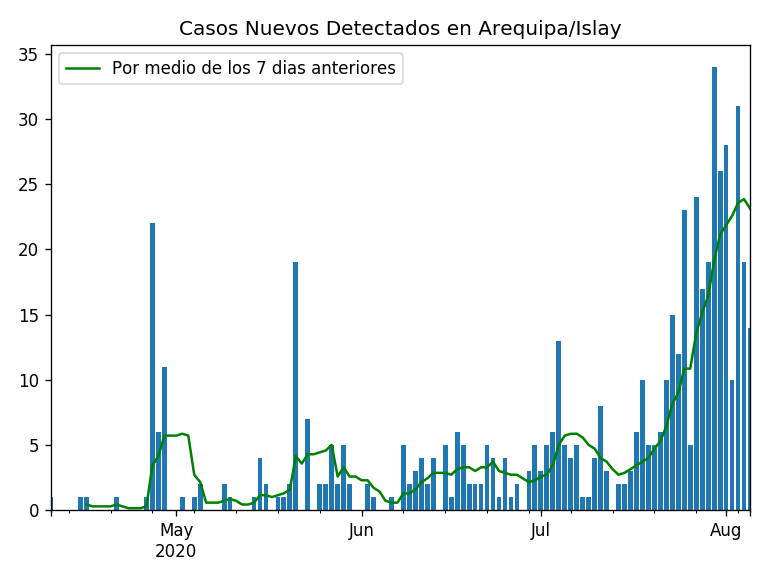 Casos Nuevos Detectados en Arequipa/Islay
Por medio de los 7 dias anteriores
35
30
25
20
15
10
5
0
May
2020
Jun
Jul
Aug